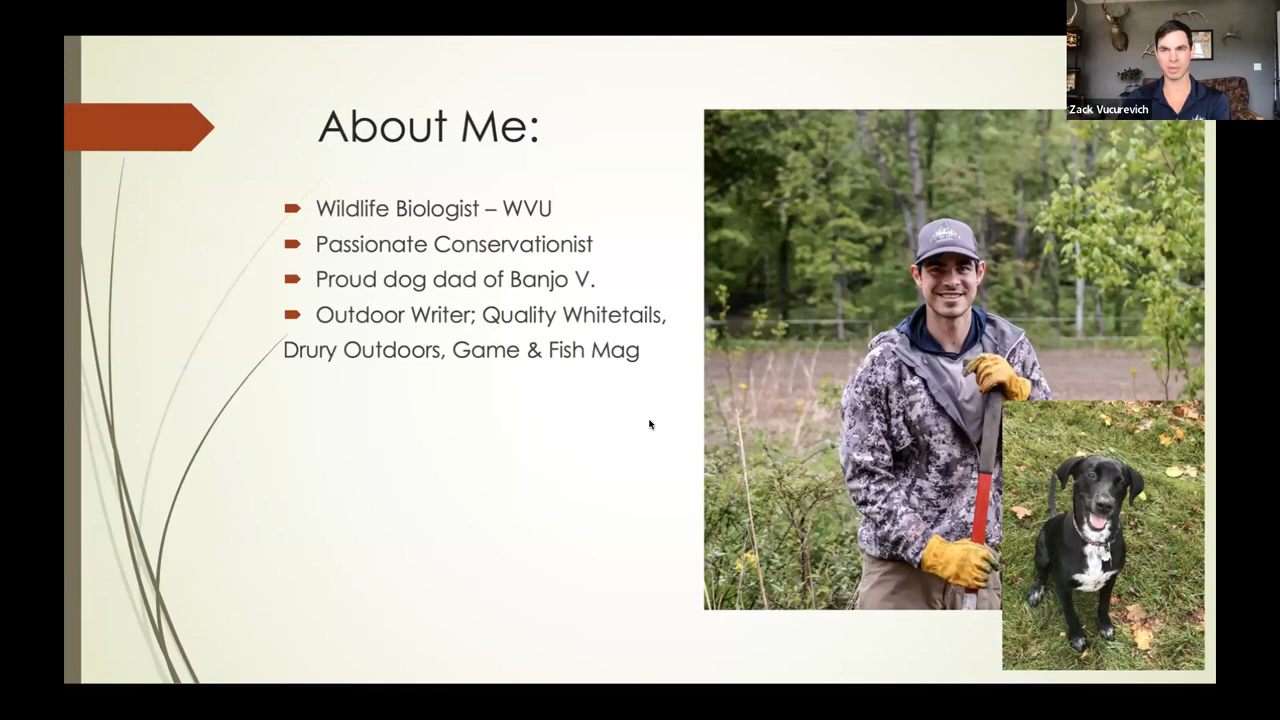 About Me:
Wildlife Biologist – WVU
Passionate Conservationist
Proud dog dad of Banjo V.
Outdoor Writer; Quality Whitetails,
Drury Outdoors, Game & Fish Mag
Zack Vucurevich